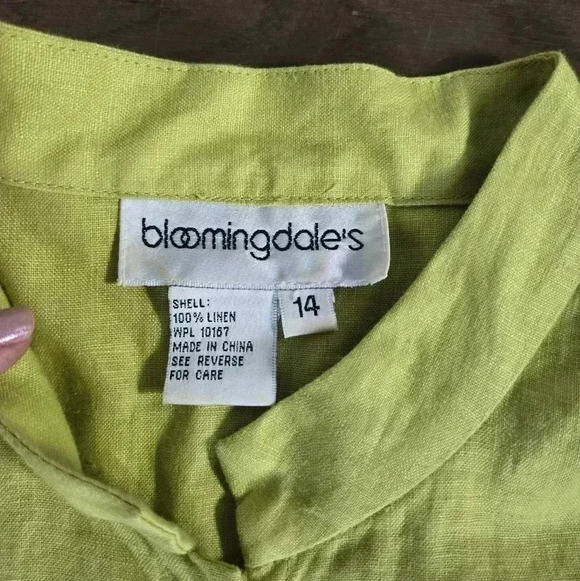 bloomingdale's
14
SHELL:
100% LINEN
WPL 10167
MADE IN CHINA
SEE REVERSE
FOR CARE